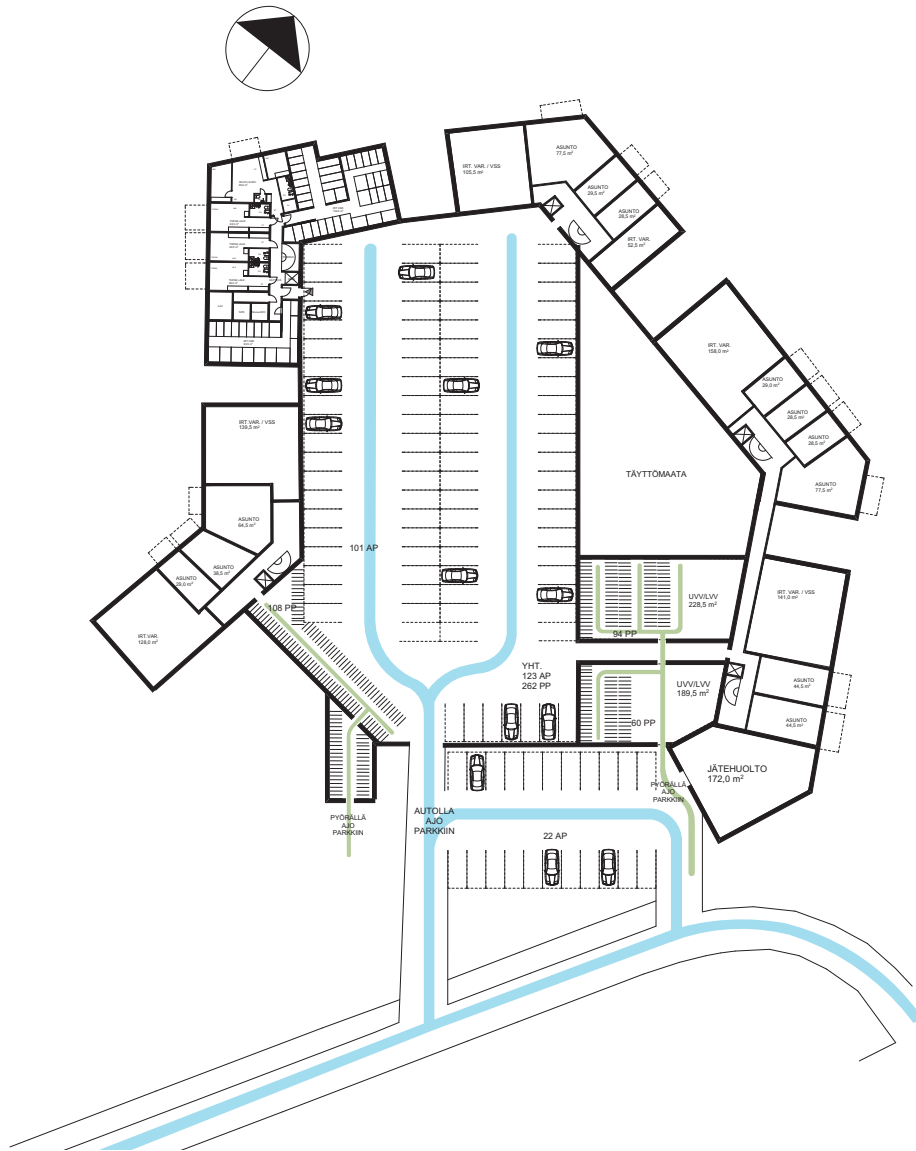 IRT. VAR. / VSS
105,5 m²
ASUNTO
77,5 m²
ASUNTO
29,5 m²
ASUNTO
28,5 m²
IRT. VAR.
52,5 m²
IRT. VAR.
158,0 m²
ASUNTO
29,0 m²
ASUNTO
28,5 m²
ASUNTO
28,5 m²
ASUNTO
77,5 m²
IRT.VAR. / VSS
139,5 m²
TÄYTTÖMAATA
ASUNTO
64,5 m²
ASUNTO
38,5 m²
ASUNTO
29,0 m²
IRT.VAR.
128,0 m²
101 AP
108 PP
UVV/LVV
228,5 m²
94 PP
IRT. VAR. / VSS
141,0 m²
YHT.
123 AP
262 PP
UVV/LVV
189,5 m²
60 PP
ASUNTO
44,5 m²
ASUNTO
44,5 m²
JÄTEHUOLTO
172,0 m²
PYÖRÄLLÄ
AJO
PARKKIIN
PYÖRÄLLÄ
AJO
PARKKIIN
AUTOLLA
AJO
PARKKIIN
22 AP